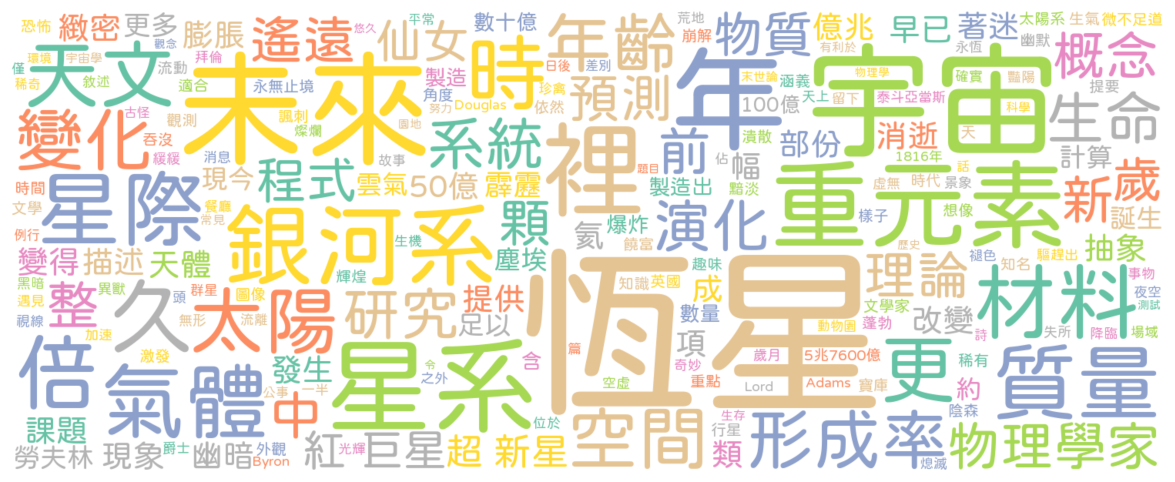 恐怖 緻密 更多 膨脹 遙遠 悠久 仙女 平常 數十億 年齡 荒地 崩解 物質 億兆 早已 著迷 太陽系 生氣 微不足道
環境 觀念 宇宙學 拜倫 有利於 永恆 幽默 概念
僅 天文 敘述 流動 未來 永無止境 製造 時 日後 差別 年 末世論 物理學 涵義 宇宙 確實 豔陽 提要
稀奇 適合 角度 珍禽 預測 天上 留下 泰斗亞當斯 科學 生命
古怪 諷刺 努力 Douglas 依然 100億
變化 觀測 燦爛 系統 園地 裡 前 潰散 部份 消逝 1816年 天 話
吞沒 緩緩 消息 故事 題目 佔 幅 計算
時間 星際 現今 程式 雲氣 50億 霹靂 製造出 黯淡 虛無 時代 景象 重元素 新 歲
文學 餐廳 常見 銀河系 顆 爆炸 演化 樣子 想像 誕生
例行 生機 氦 饒富 歷史 褪色 驅趕出 抽象
變得 描述 天體 輝煌 塵埃 恆星 趣味 理論 知名 材料
黑暗 異獸 頭 群星 圖像 知識 英國 成 夜空 事物
遇見 整 久 太陽 研究 提供 數量 文學家 測試
視線 無形 流離 足以 動物園 蓬勃 改變 詩 失所 降臨 場域
加速 星系 含 篇 項 歲月 5兆7600億 稀有
倍 激發 發生 令 奇妙 更 質量
氣體 公事 一半 之外 空虛 重點 Lord Adams 寶庫 約
中 生存 陰森
課題 爵士 位於 空間 行星 形成率 物理學家
勞夫林 現象 幽暗 外觀 Byron 紅巨星 光輝 超新星 類 熄滅